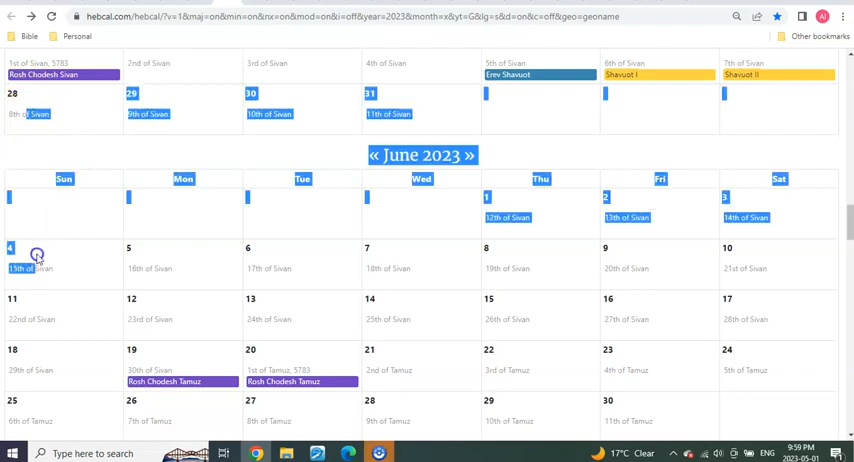 hebcal.com/hebcal/?v=1&maj=on&min=on&nx=on&mod=on&i=off&year=2023&month=x&yt=G&lg=s&d=on&c=off&geo=geoname
AI
Bible Personal Other bookmarks
1st of Sivan, 5783 2nd of Sivan 3rd of Sivan 4th of Sivan 5th of Sivan 6th of Sivan 7th of Sivan
Rosh Chodesh Sivan Erev Shavuot Shavuot I Shavuot II
28 29 30 31
8th of Sivan 9th of Sivan 10th of Sivan 11th of Sivan
« June 2023 »
Sun Mon Tue Wed Thu Fri Sat
1 2 3
12th of Sivan 13th of Sivan 14th of Sivan
4 5 6 7 8 9 10
15th of Sivan 16th of Sivan 17th of Sivan 18th of Sivan 19th of Sivan 20th of Sivan 21st of Sivan
11 12 13 14 15 16 17
22nd of Sivan 23rd of Sivan 24th of Sivan 25th of Sivan 26th of Sivan 27th of Sivan 28th of Sivan
18 19 20 21 22 23 24
29th of Sivan 30th of Sivan 1st of Tamuz, 5783 2nd of Tamuz 3rd of Tamuz 4th of Tamuz 5th of Tamuz
Rosh Chodesh Tamuz Rosh Chodesh Tamuz
25 26 27 28 29 30
6th of Tamuz 7th of Tamuz 8th of Tamuz 9th of Tamuz 10th of Tamuz 11th of Tamuz
Type here to search 17°C Clear ENG 9:59 PM
2023-05-01